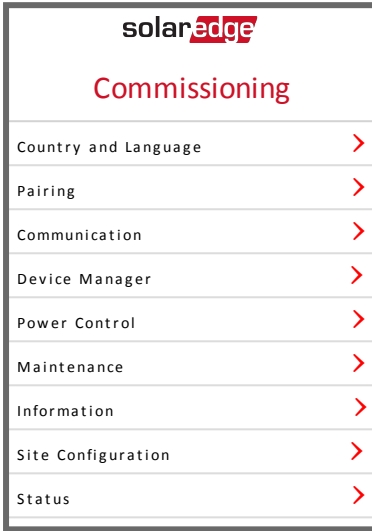 solaredge
Commissioning
Country and Language
Pairing
Communication
Device Manager
Power Control
Maintenance
Information
Site Configuration
Status